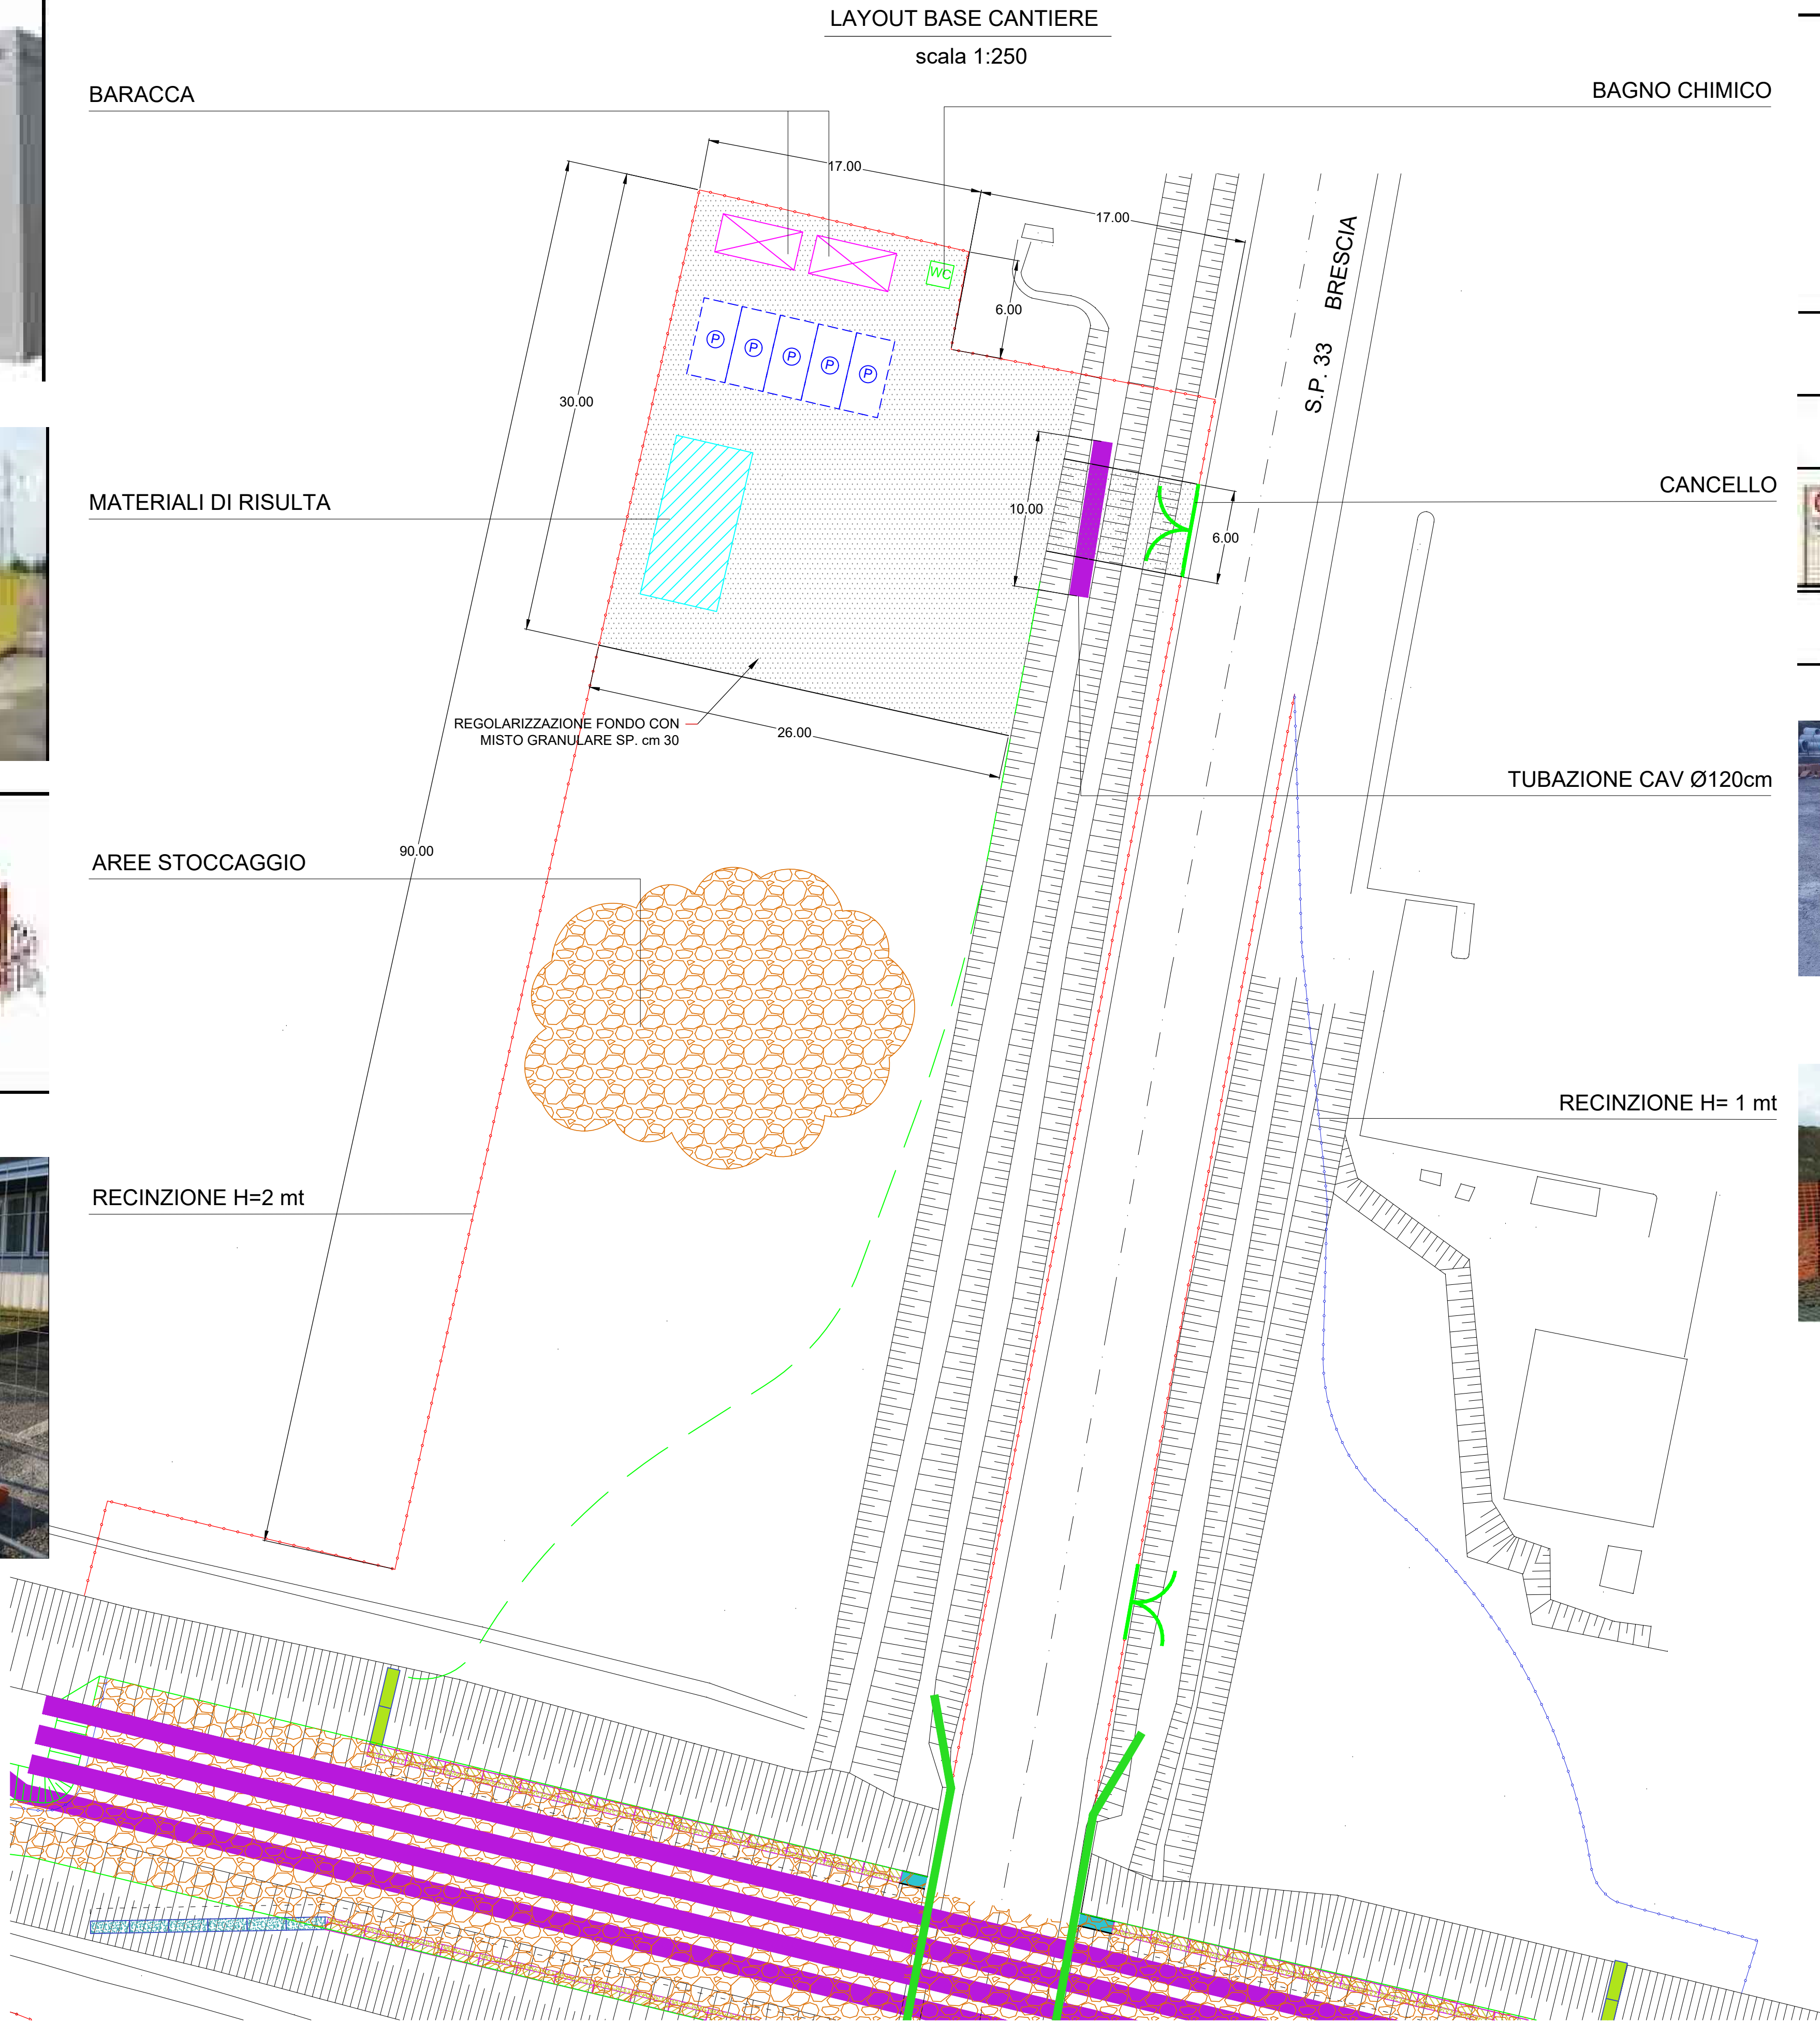 LAYOUT BASE CANTIERE
scala 1:250
BARACCA
BAGNO CHIMICO
17.00
17.00
S.P. 33 BRESCIA
WC
6.00
P
P
P
P
P
30.00
MATERIALI DI RISULTA
CANCELLO
10.00
6.00
REGOLARIZZAZIONE FONDO CON
MISTO GRANULARE SP. cm 30
26.00
TUBAZIONE CAV Ø120cm
90.00
AREE STOCCAGGIO
RECINZIONE H= 1 mt
RECINZIONE H=2 mt